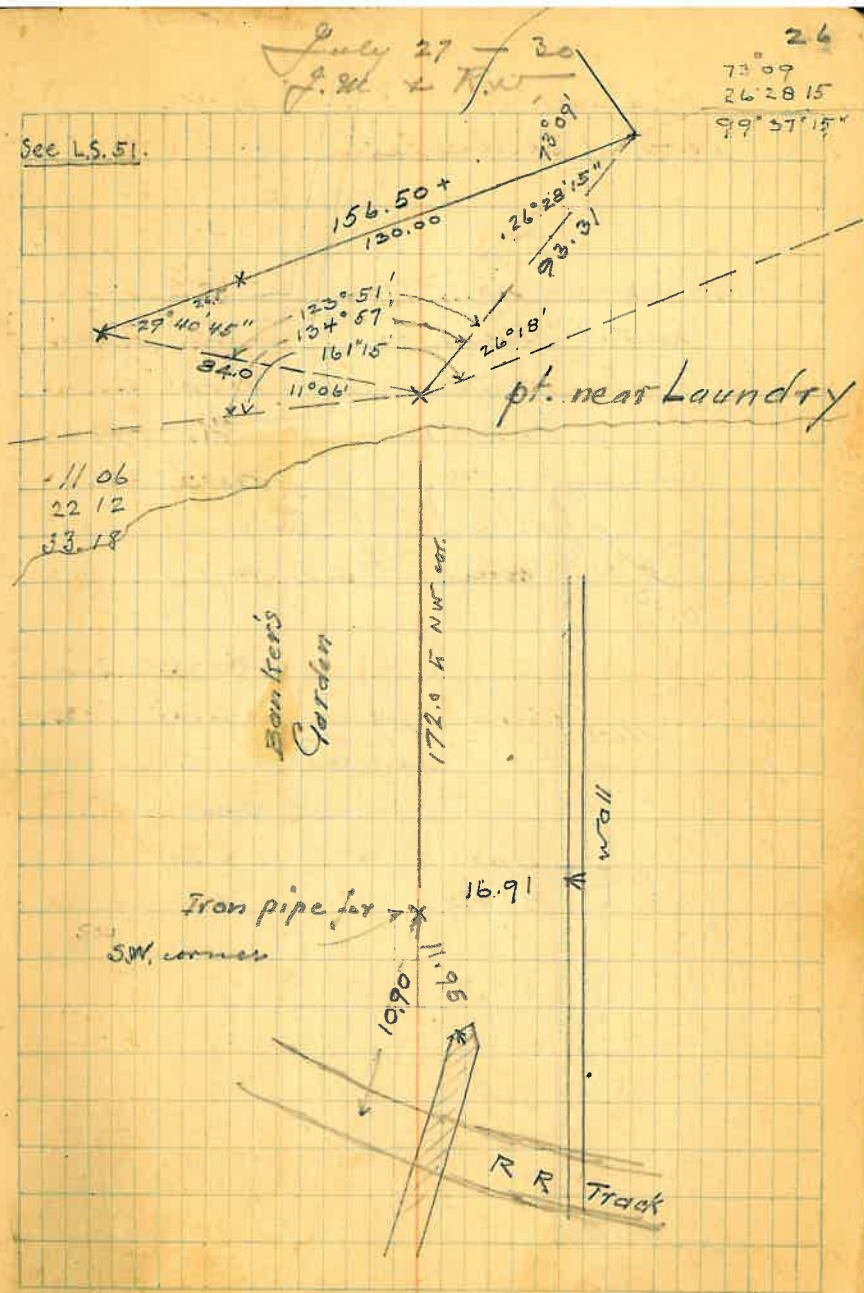 July 27 - 30
J.M & R.W
26
73° 09
26 28 15
99° 37' 15"
See L.S. 51.
73° 09'
156.50 +
130.00
26° 28' 15"
93.31
29° 40' 45"
123° 51'
134° 57'
161° 15'
26° 18'
84.0
11° 06'
pt. near Laundry
11 06
22 12
33.18
172.0 to NW cor.
Banker's
Garden
wall
16.91
Iron pipe for
S.W. corner
11.95
10.90
R R Track